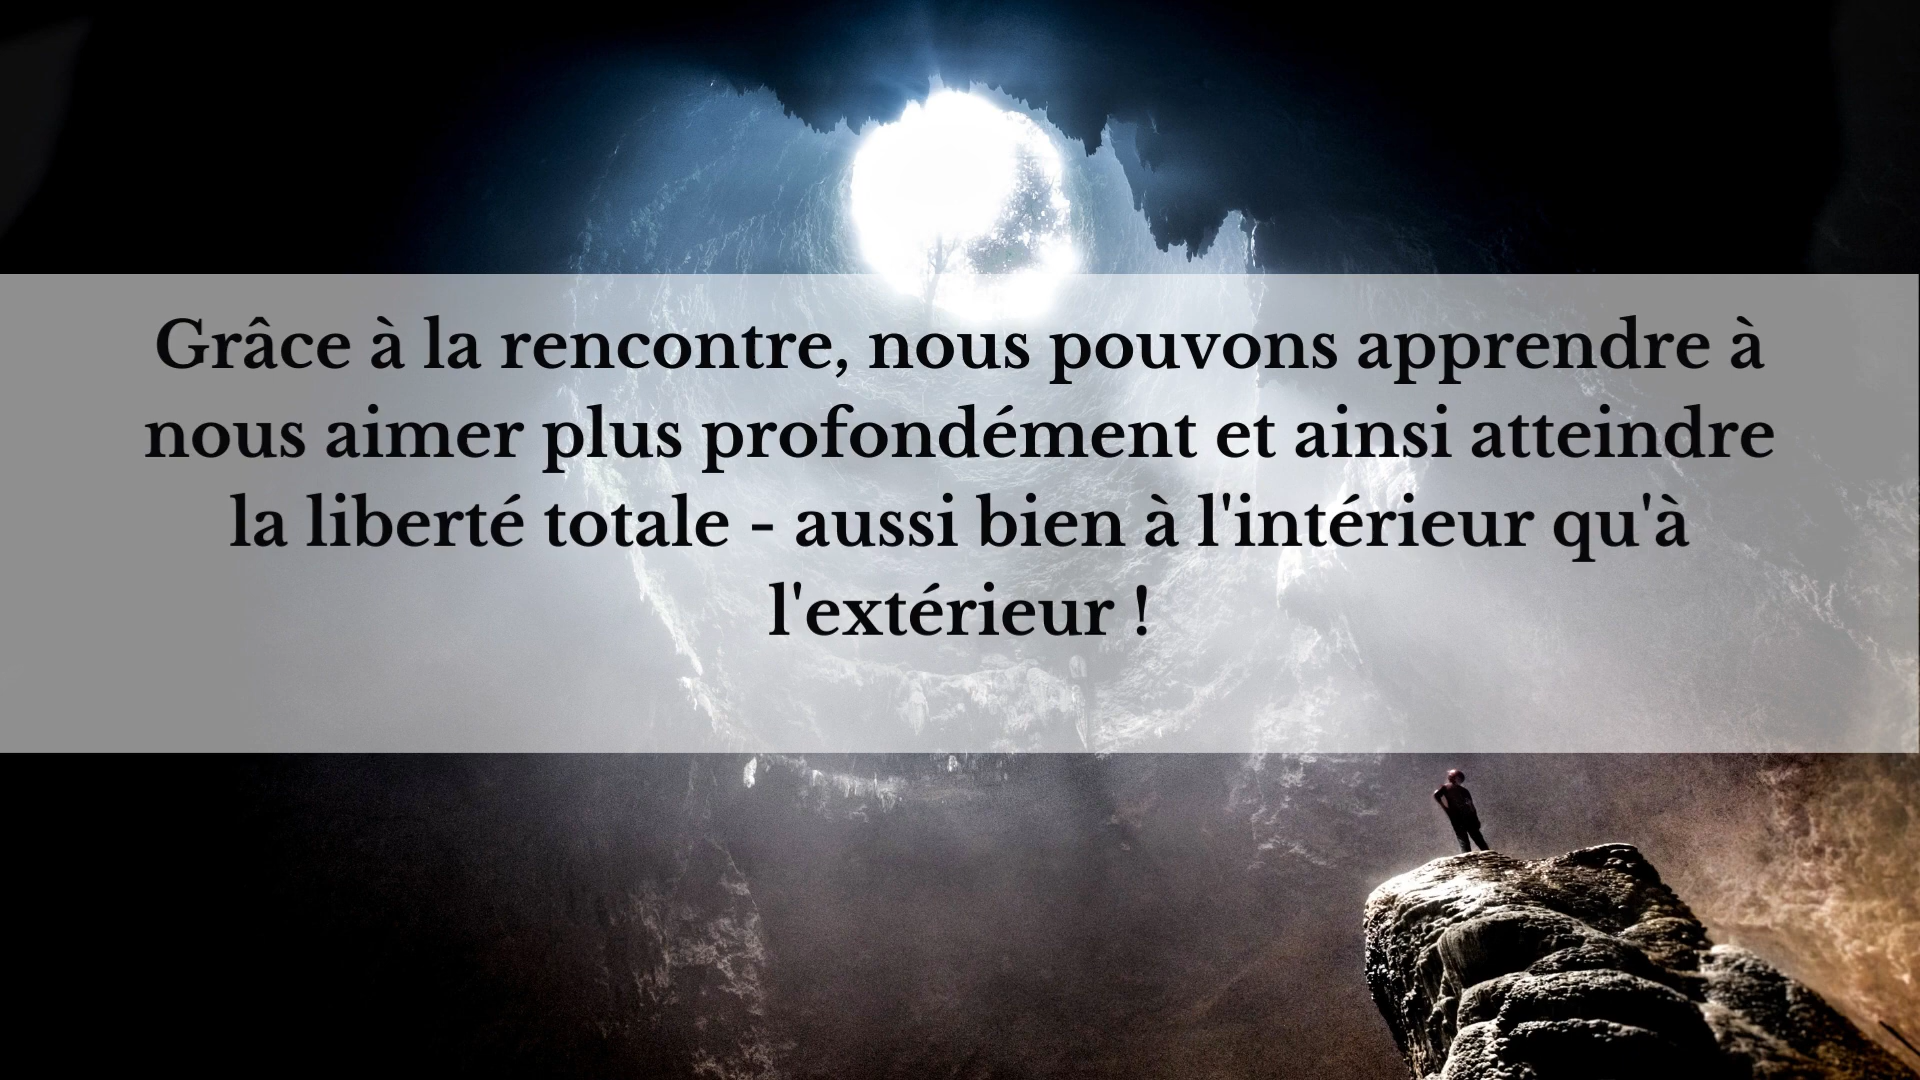 Grâce à la rencontre, nous pouvons apprendre à
nous aimer plus profondément et ainsi atteindre
la liberté totale - aussi bien à l'intérieur qu'à
l'extérieur !